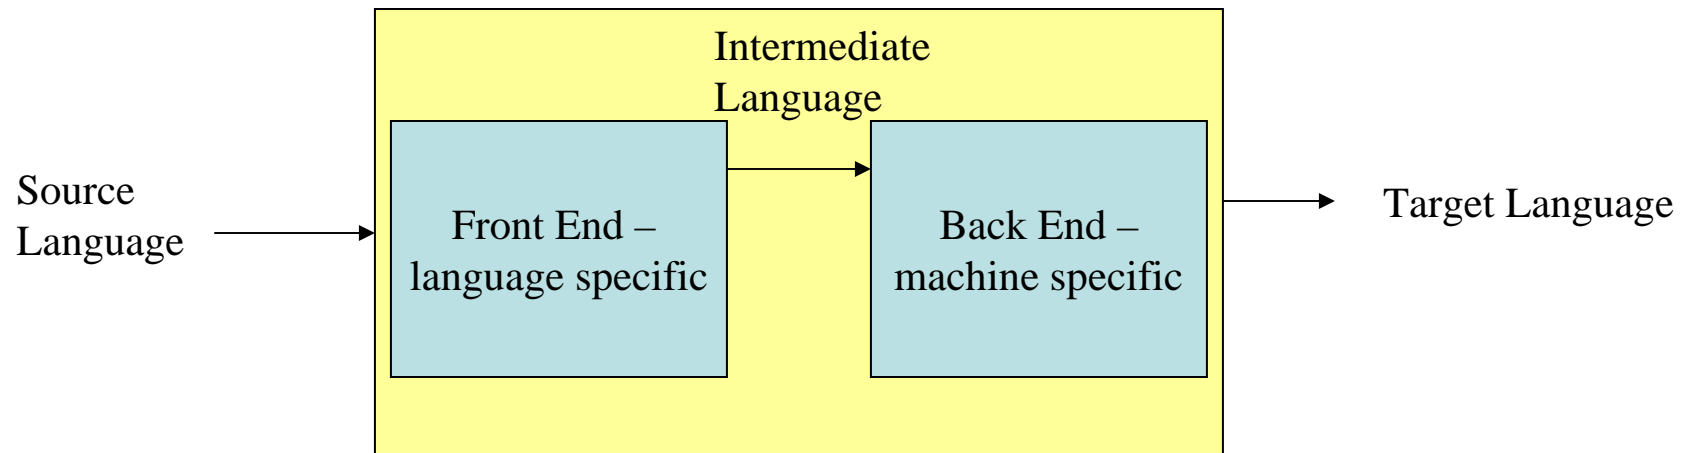 Intermediate
Language
Source
Language
Front End –
language specific
Back End –
machine specific
Target Language